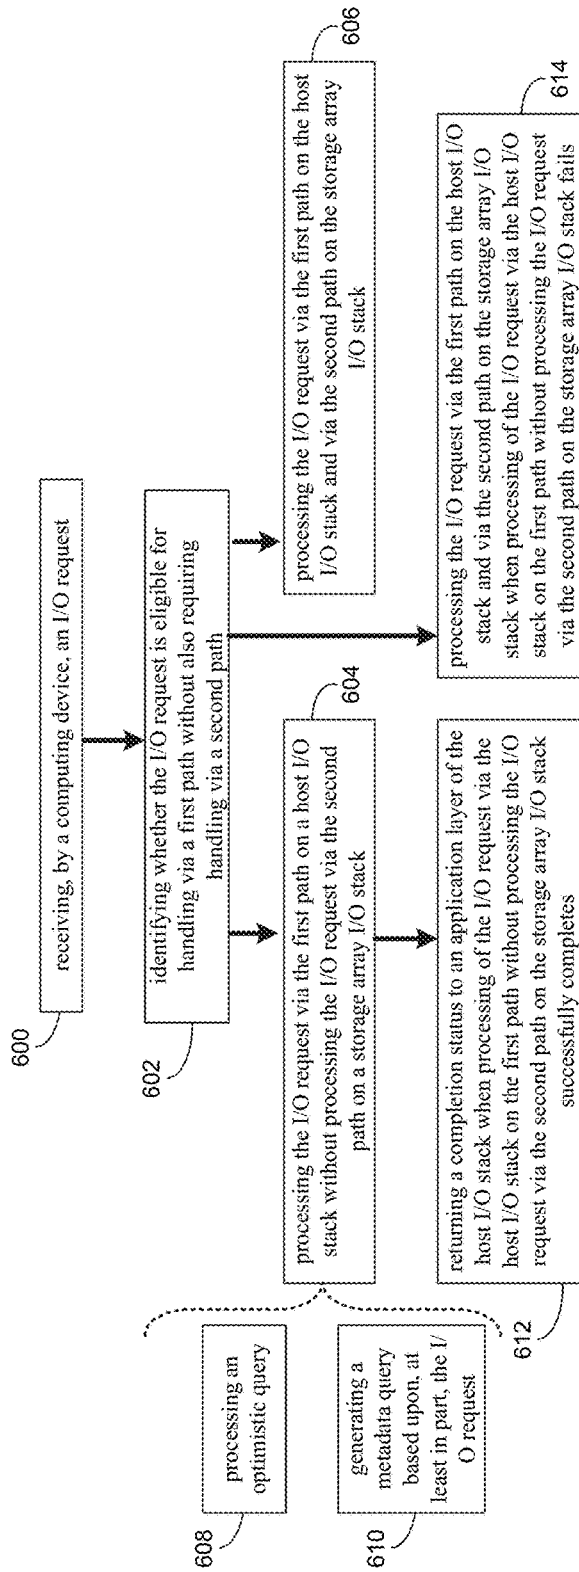 600
receiving, by a computing device, an I/O request
602
identifying whether the I/O request is eligible for
handling via a first path without also requiring
handling via a second path
604
processing the I/O request via the first path on a host I/O
stack without processing the I/O request via the second
path on a storage array I/O stack
606
processing the I/O request via the first path on the host
I/O stack and via the second path on the storage array
I/O stack
608
processing an
optimistic query
610
generating a
metadata query
based upon, at
least in part, the I/
O request
612
returning a completion status to an application layer of the
host I/O stack when processing of the I/O request via the
host I/O stack on the first path without processing the I/O
request via the second path on the storage array I/O stack
successfully completes
614
processing the I/O request via the first path on the host I/O
stack and via the second path on the storage array I/O
stack when processing of the I/O request via the host I/O
stack on the first path without processing the I/O request
via the second path on the storage array I/O stack fails